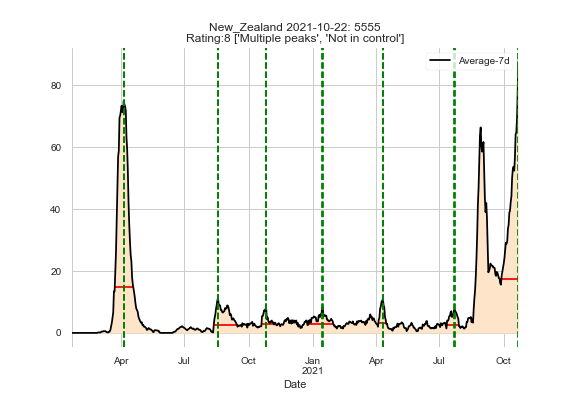 New_Zealand 2021-10-22: 5555
Rating:8 ['Multiple peaks', 'Not in control']
Average-7d
80
60
40
20
0
Apr Jul Oct Jan Apr Jul Oct
2021
Date